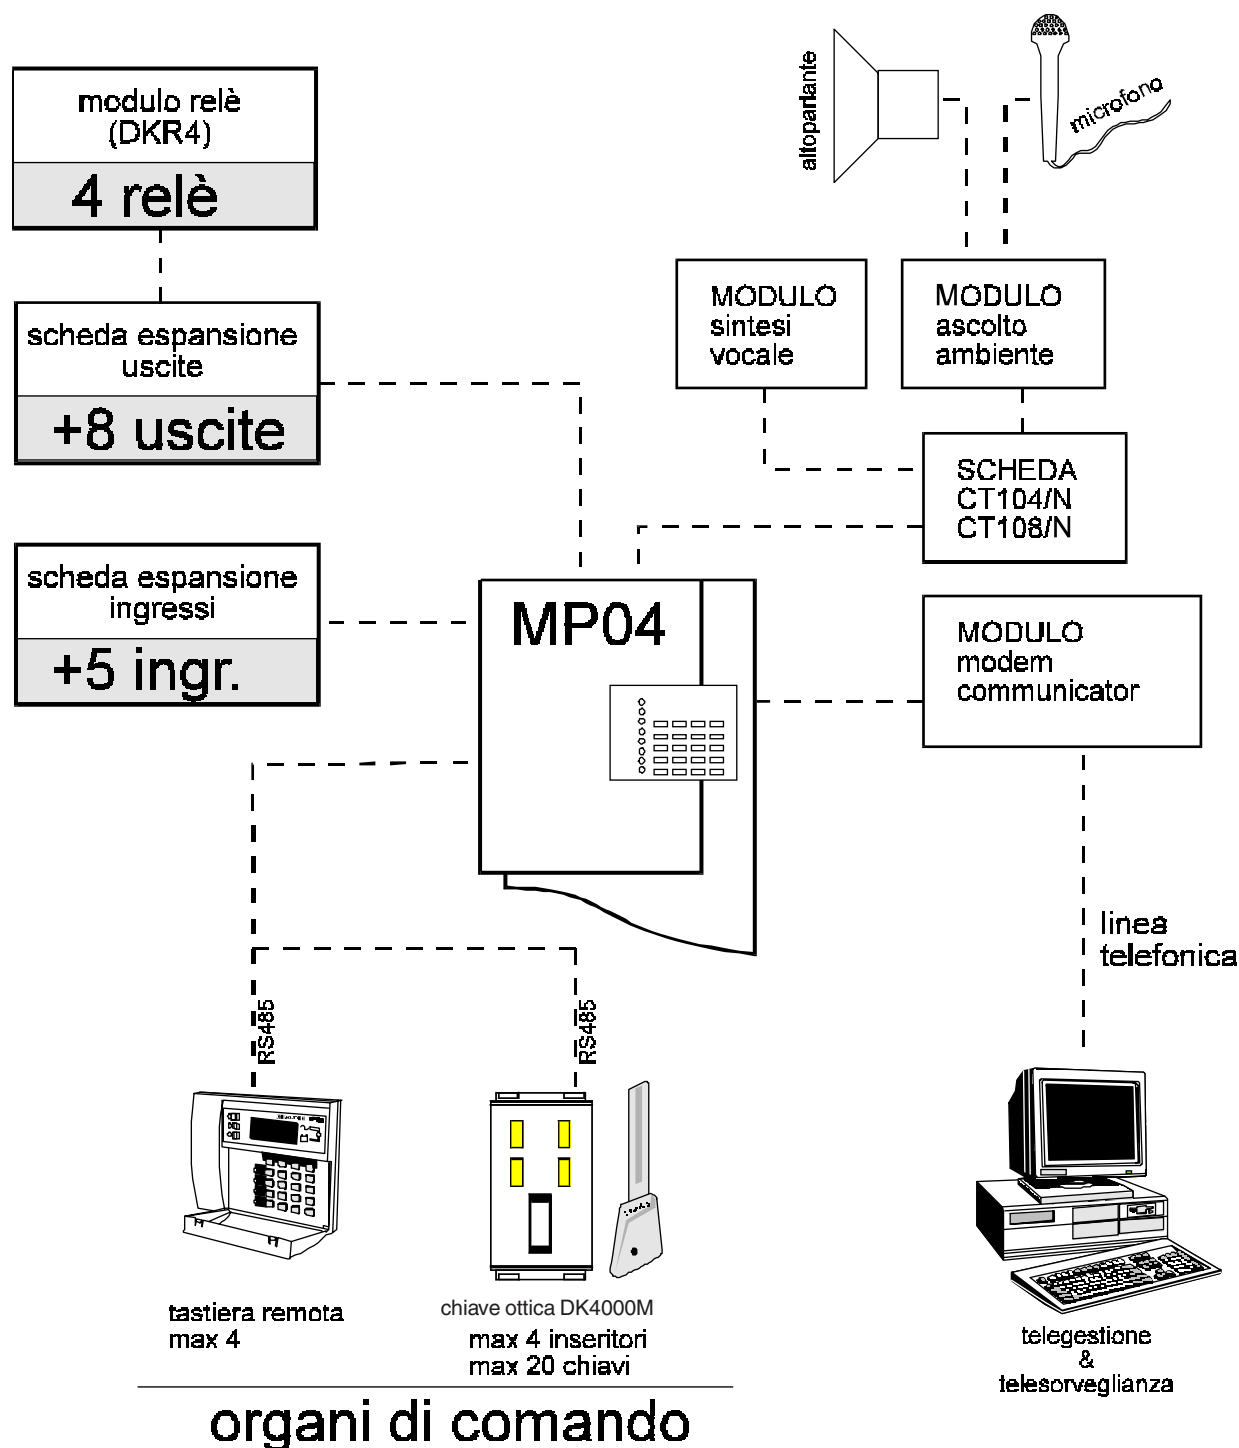 altoparlante
microfono
modulo relè
(DKR4)
4 relè
scheda espansione
uscite
+8 uscite
MODULO
sintesi
vocale
MODULO
ascolto
ambiente
SCHEDA
CT104/N
CT108/N
scheda espansione
ingressi
+5 ingr.
MP04
MODULO
modem
communicator
linea
telefonica
RS485
RS485
tastiera remota
max 4
chiave ottica DK4000M
max 4 inseritori
max 20 chiavi
telegestione
&
telesorveglianza
organi di comando